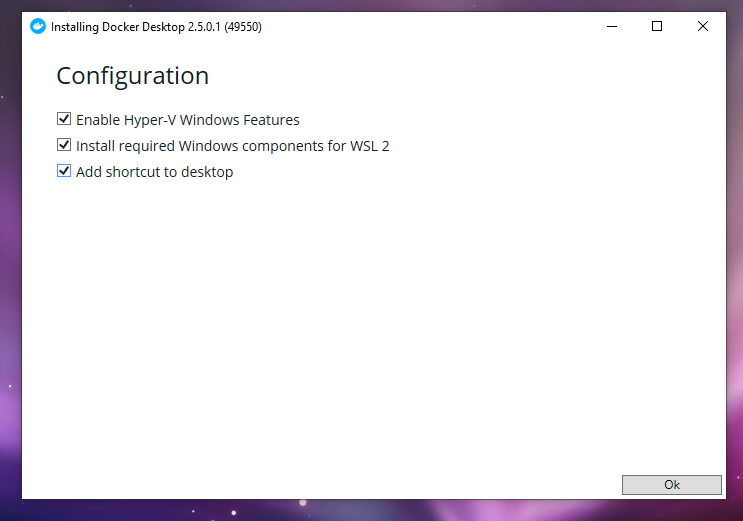 Installing Docker Desktop 2.5.0.1 (49550)
Configuration
Enable Hyper-V Windows Features
Install required Windows components for WSL 2
Add shortcut to desktop
Ok